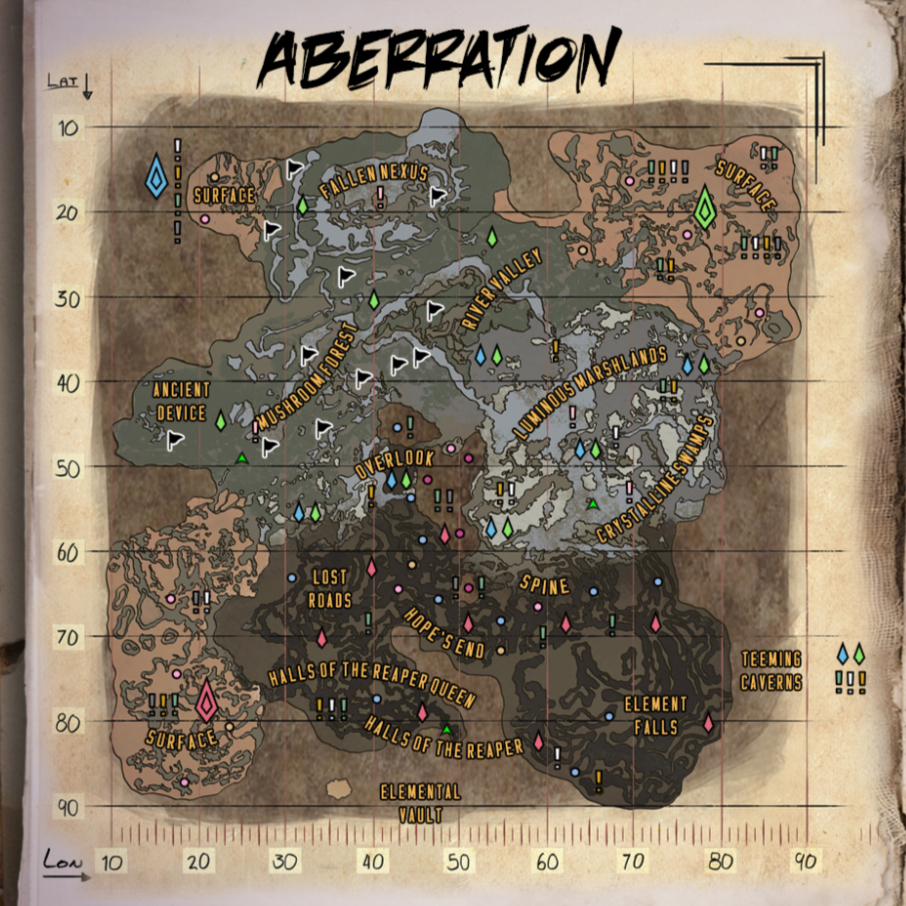 ABERRATION
LAT
10
FALLEN NEXUS
SURFACE
SURFACE
20
RIVER VALLEY
30
MUSHROOM FOREST
LUMINOUS MARSHLANDS
40
ANCIENT
DEVICE
CRYSTALLINE SWAMPS
OVERLOOK
50
60
LOST
ROADS
SPINE
HOPE'S END
70
TEEMING
CAVERNS
HALLS OF THE REAPER QUEEN
ELEMENT
FALLS
80
SURFACE
HALLS OF THE REAPER
ELEMENTAL
VAULT
90
LON 10 20 30 40 50 60 70 80 90